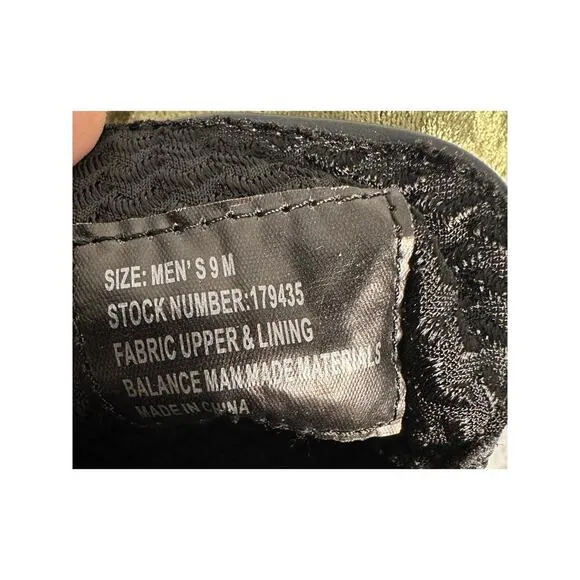 SIZE: MEN' S 9 M
STOCK NUMBER:179435
FABRIC UPPER & LINING
BALANCE MAN MADE MATERIALS
MADE IN CHINA